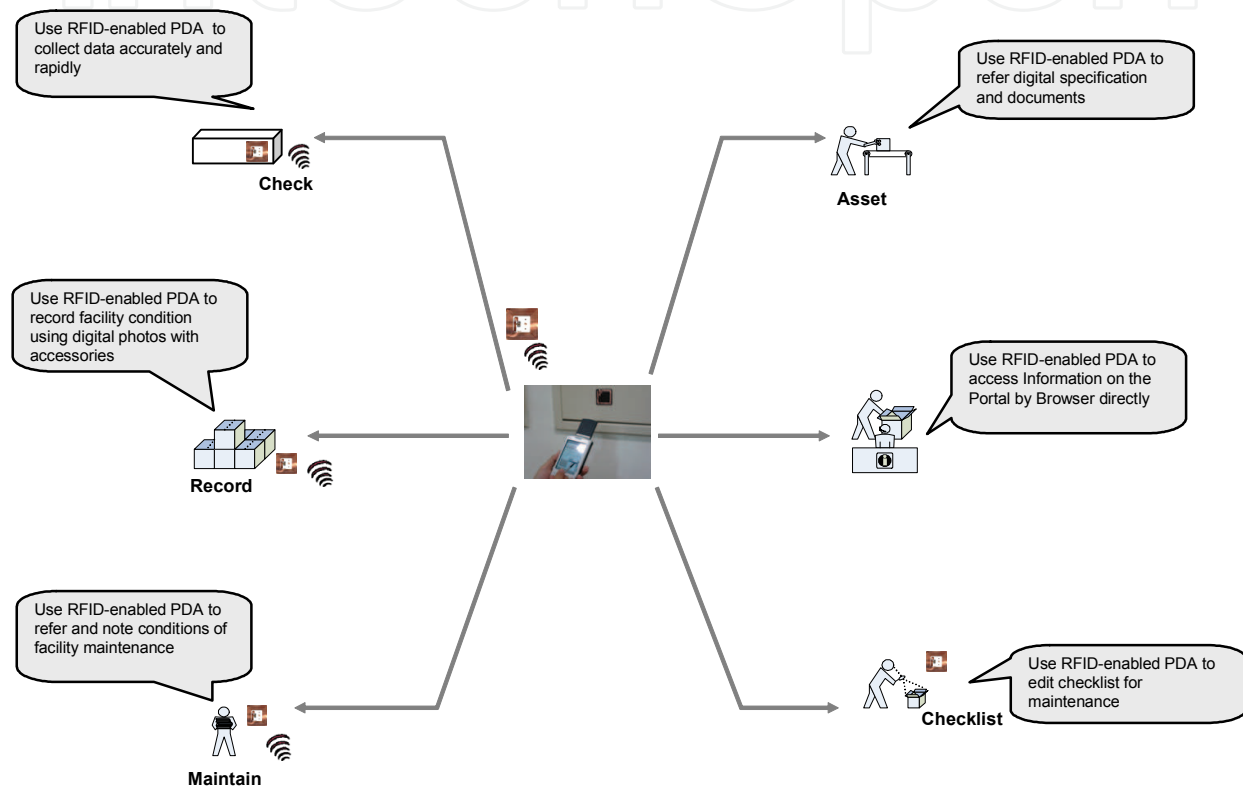 Use RFID-enabled PDA to
collect data accurately and
rapidly
Check
Use RFID-enabled PDA to
refer digital specification
and documents
Asset
Use RFID-enabled PDA to
record facility condition
using digital photos with
accessories
Record
Use RFID-enabled PDA to
access Information on the
Portal by Browser directly
Use RFID-enabled PDA to
refer and note conditions of
facility maintenance
Maintain
Use RFID-enabled PDA to
edit checklist for
maintenance
Checklist